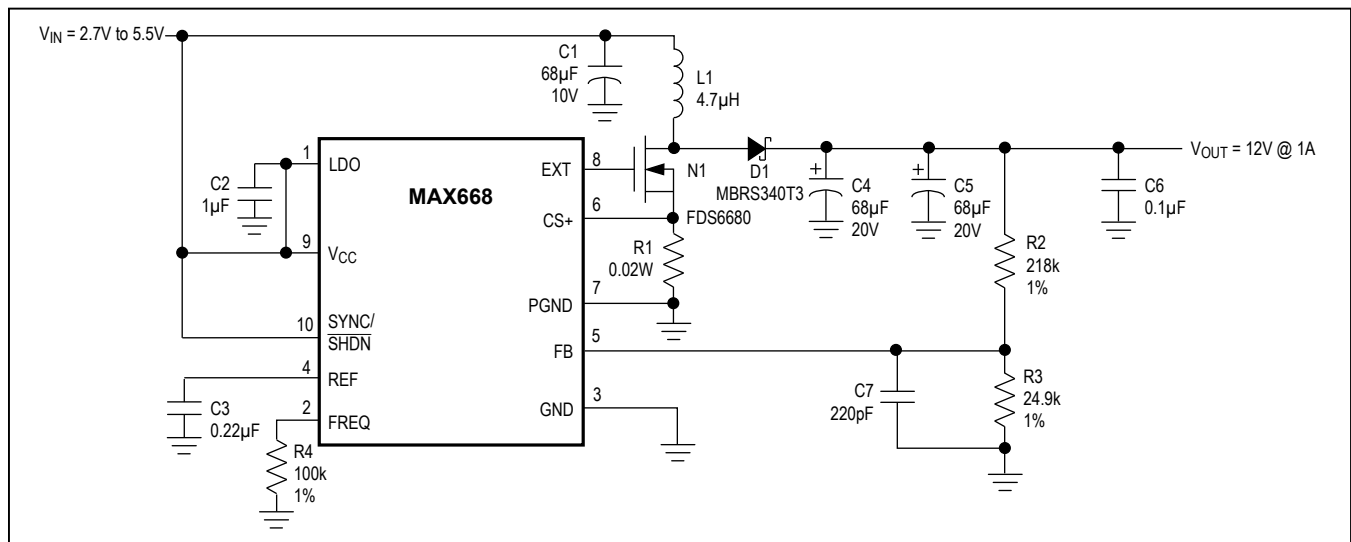 V_IN = 2.7V to 5.5V
C1
68µF
10V
L1
4.7µH
1
LDO
C2
1µF
MAX668
EXT
8
N1
FDS6680
D1
MBRS340T3
C4
68µF
20V
C5
68µF
20V
C6
0.1µF
V_OUT = 12V @ 1A
9
V_CC
CS+
6
R1
0.02W
R2
218k
1%
PGND
7
10
SYNC/
SHDN
FB
5
4
REF
C3
0.22µF
2
FREQ
R4
100k
1%
GND
3
C7
220pF
R3
24.9k
1%
+
+